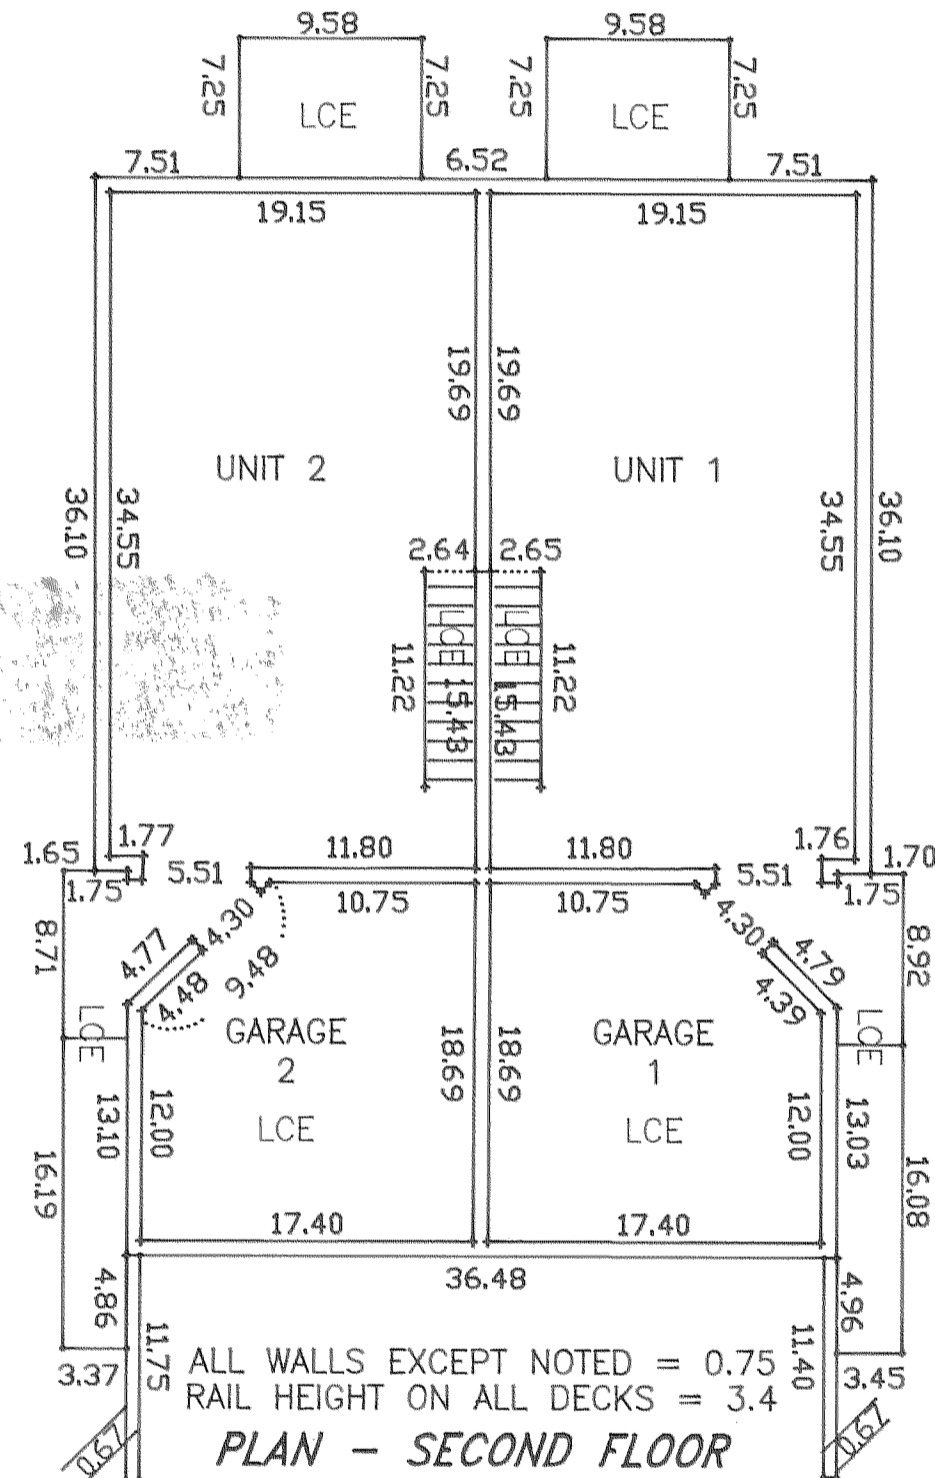 9.58 9.58
7.25 7.25 7.25 7.25
LCE LCE
7.51 6.52 7.51
19.15 19.15
19.69 19.69
UNIT 2 UNIT 1
36.10 34.55 34.55 36.10
2.64 2.65
LCE LCE
11.22 15.43 15.43 11.22
1.77 1.76
1.65 11.80 11.80 1.70
1.75 5.51 5.51 1.75
10.75 10.75
8.71 4.77 4.30 9.48 4.30 4.79 8.92
4.48 4.39
LCE GARAGE GARAGE LCE
2 1
18.69 18.69
LCE LCE
13.10 12.00 12.00 13.03
16.19 16.08
17.40 17.40
36.48
4.86 4.96
11.75 11.40
ALL WALLS EXCEPT NOTED = 0.75
3.37 3.45
RAIL HEIGHT ON ALL DECKS = 3.4
0.67 0.67
PLAN - SECOND FLOOR